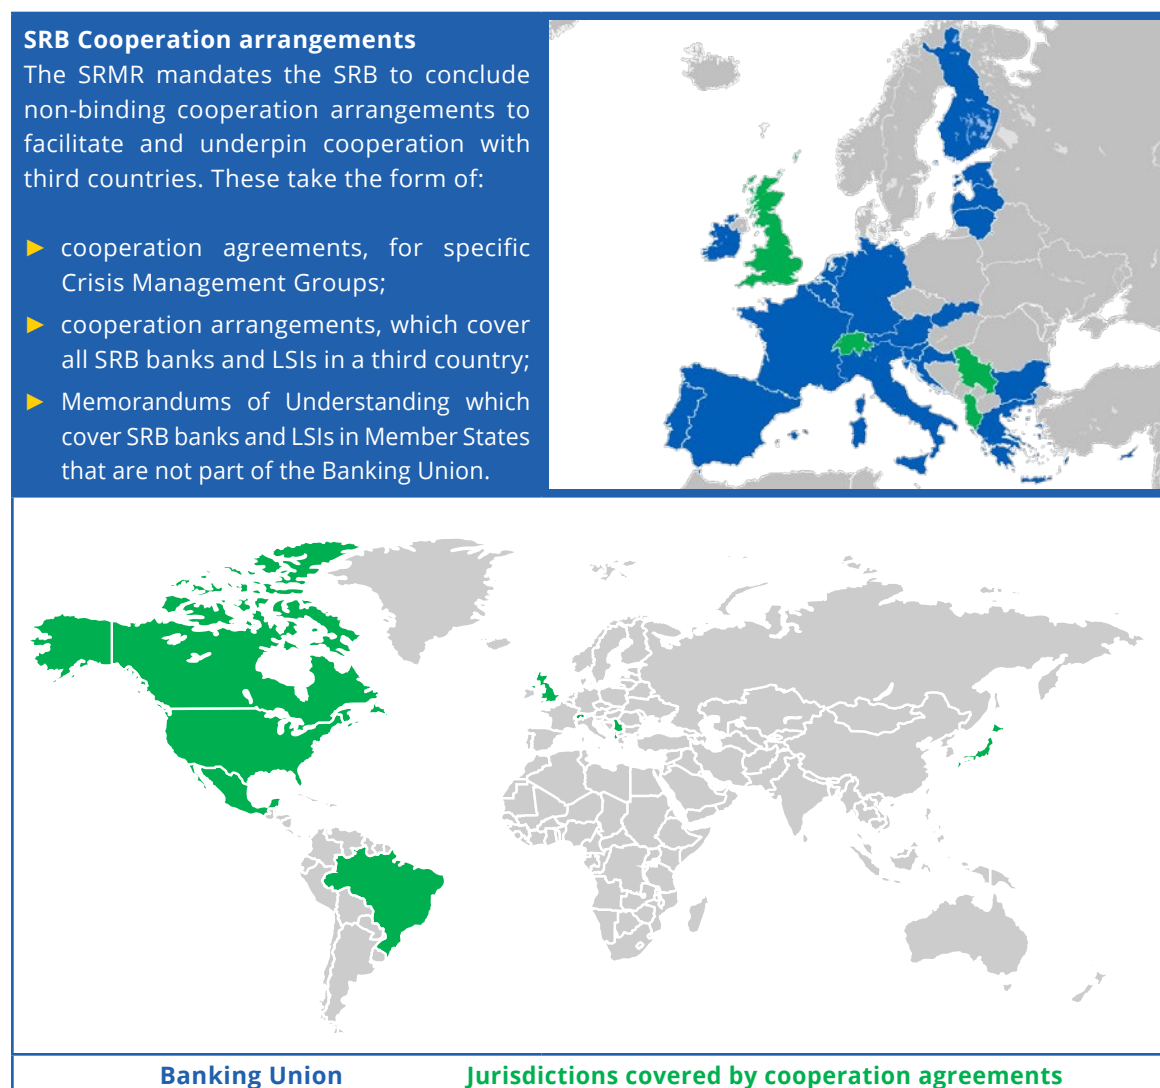 SRB Cooperation arrangements
The SRMR mandates the SRB to conclude
non-binding cooperation arrangements to
facilitate and underpin cooperation with
third countries. These take the form of:
► cooperation agreements, for specific
Crisis Management Groups;
► cooperation arrangements, which cover
all SRB banks and LSIs in a third country;
► Memorandums of Understanding which
cover SRB banks and LSIs in Member States
that are not part of the Banking Union.
Banking Union
Jurisdictions covered by cooperation agreements